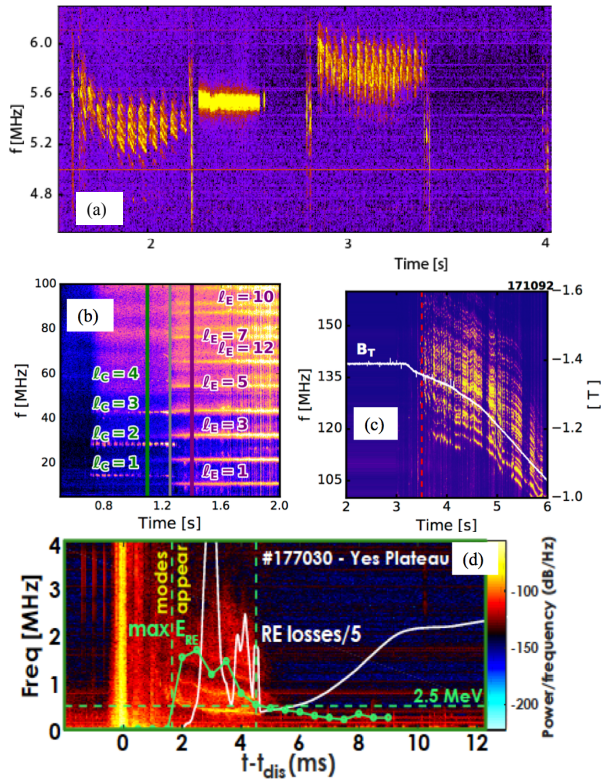 6.0
5.6
5.2
4.8
f [MHz]
(a)
2
3
4
Time [s]
100
80
60
40
20
f [MHz]
(b)
ℓC = 4
ℓC = 3
ℓC = 2
ℓC = 1
ℓE = 10
ℓE = 7
ℓE = 12
ℓE = 5
ℓE = 3
ℓE = 1
0.8
1.2
1.6
2.0
Time [s]
171092
150
135
120
105
f [MHz]
BT
(c)
−1.6
−1.4
−1.2
−1.0
[ T ]
2
3
4
5
6
Time [s]
4
3
2
1
0
Freq [MHz]
modes
appear
#177030 - Yes Plateau
(d)
max ERE
RE losses/5
2.5 MeV
-100
-150
-200
Power/frequency (dB/Hz)
0
2
4
6
8
10
12
t-tdis (ms)